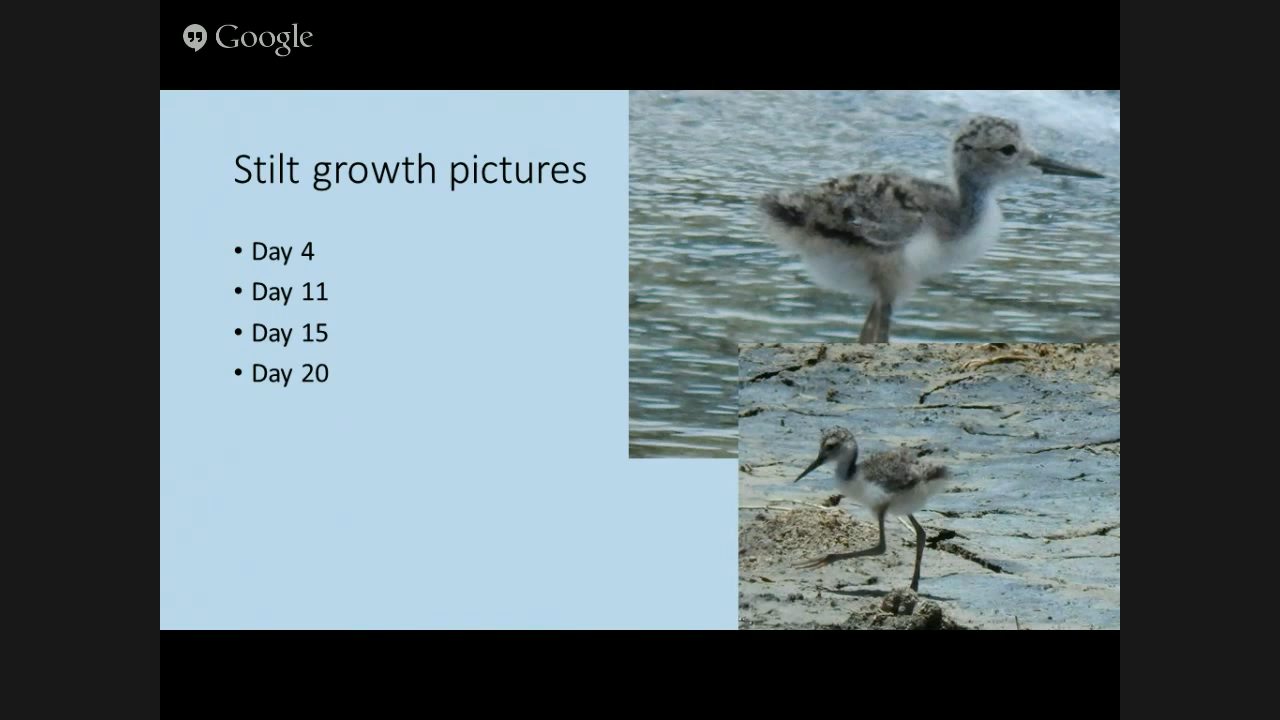 Google
Stilt growth pictures
• Day 4
• Day 11
• Day 15
• Day 20